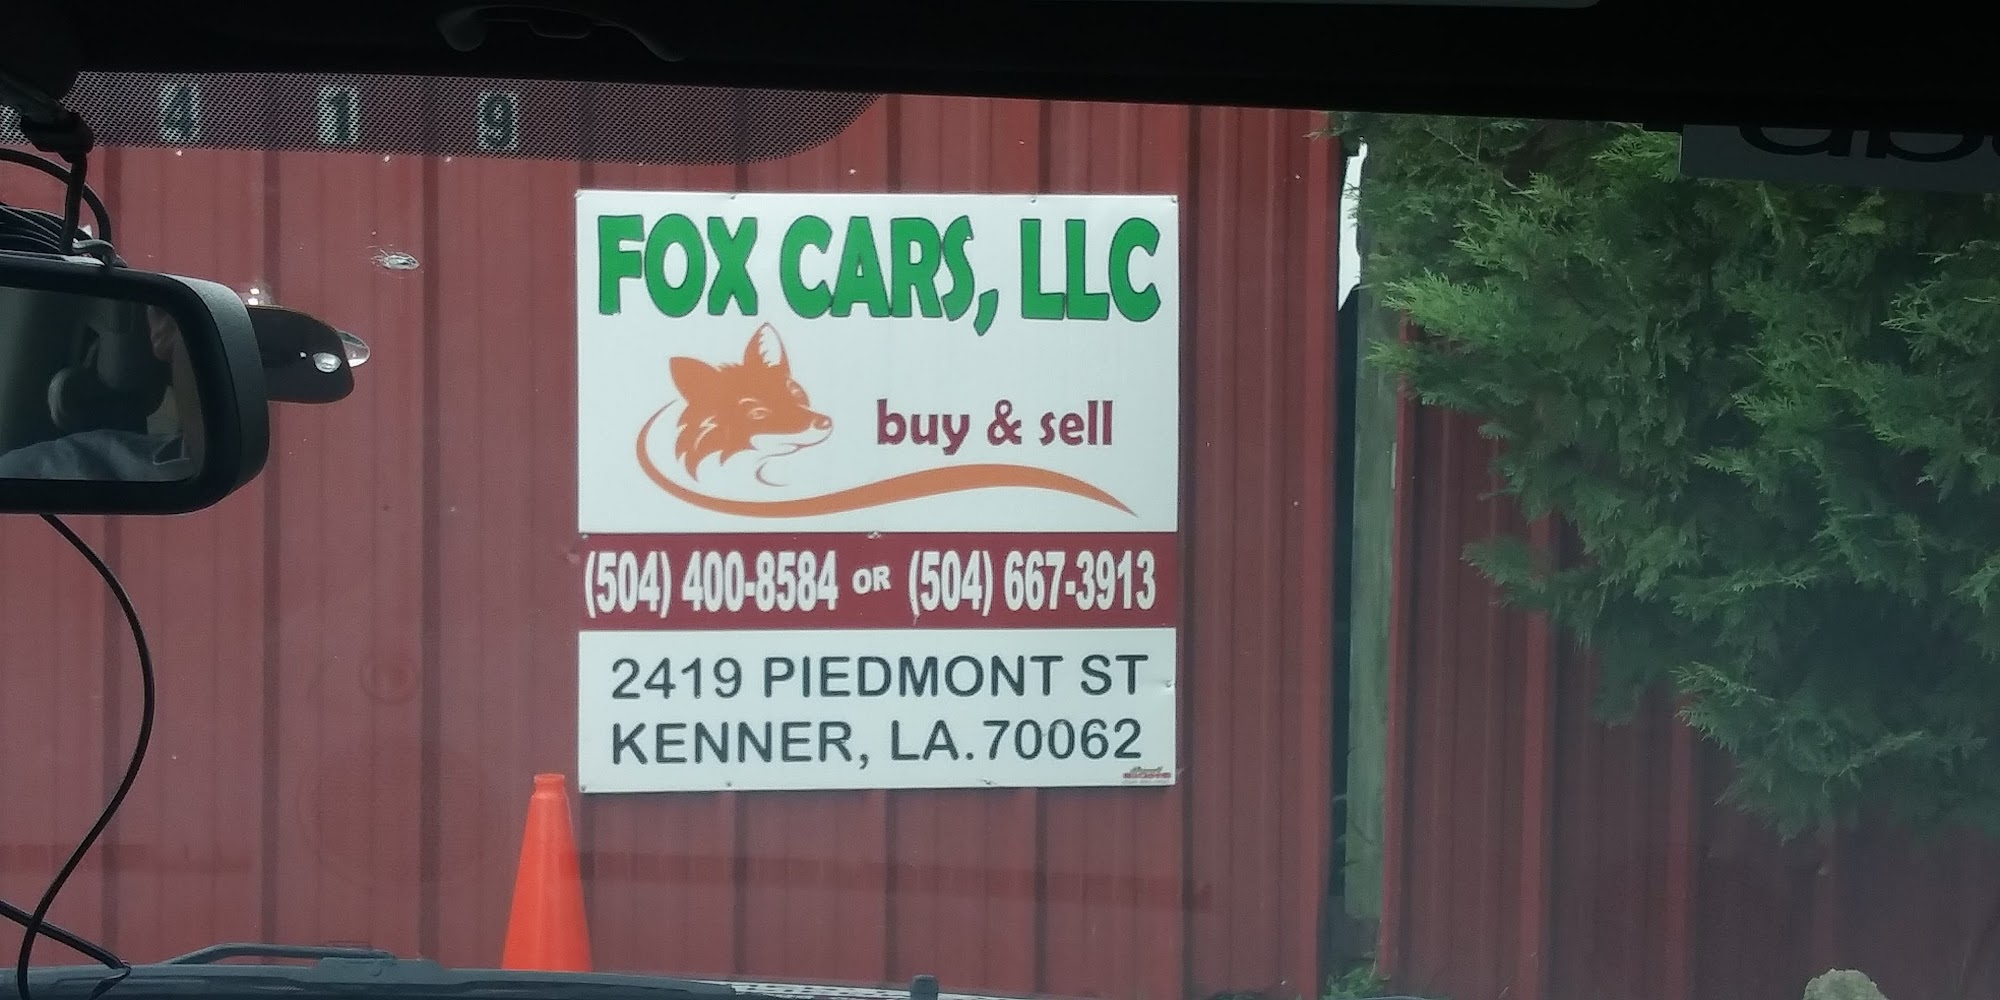 4 1 9
FOX CARS, LLC
buy & sell
(504) 400-8584 OR (504) 667-3913
2419 PIEDMONT ST
KENNER, LA.70062